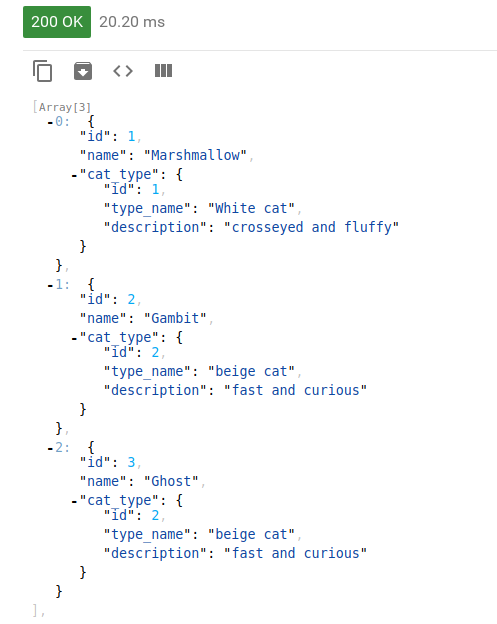 200 OK 20.20 ms
[Array[3]
-0: {
"id": 1,
"name": "Marshmallow",
-"cat_type": {
"id": 1,
"type_name": "White cat",
"description": "crosseyed and fluffy"
}
},
-1: {
"id": 2,
"name": "Gambit",
-"cat_type": {
"id": 2,
"type_name": "beige cat",
"description": "fast and curious"
}
},
-2: {
"id": 3,
"name": "Ghost",
-"cat_type": {
"id": 2,
"type_name": "beige cat",
"description": "fast and curious"
}
}
],